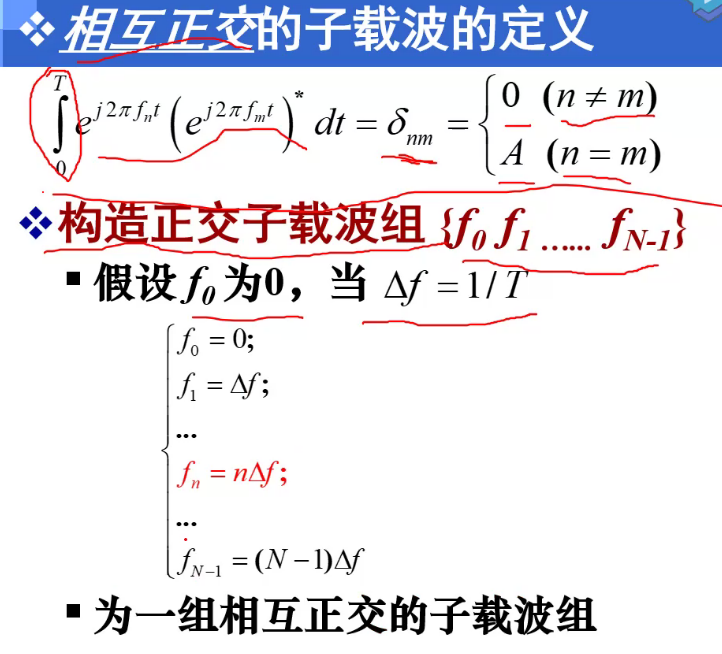 ❖相互正交的子载波的定义
∫₀ᵀ e^{j2πf_n t} (e^{j2πf_m t})^* dt = δ_{nm} = { 0 (n ≠ m)
A (n = m)
❖构造正交子载波组 {f₀ f₁ ...... f_{N-1}}
▪ 假设 f₀ 为0，当 Δf = 1/T
f₀ = 0;
f₁ = Δf;
...
f_n = nΔf;
...
f_{N−1} = (N−1)Δf
▪ 为一组相互正交的子载波组